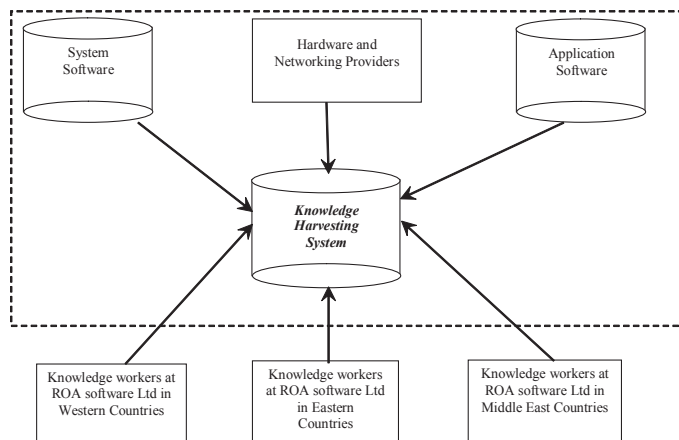 System
Software
Hardware and
Networking Providers
Application
Software
Knowledge
Harvesting
System
Knowledge workers at
ROA software Ltd in
Western Countries
Knowledge workers
at ROA software Ltd
in Eastern
Countries
Knowledge workers at
ROA software Ltd in
Middle East Countries